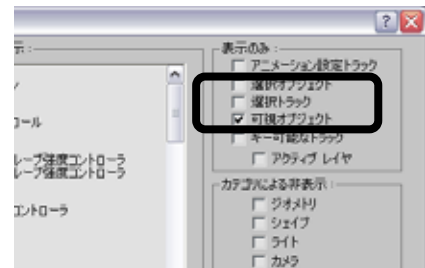 示:
ロール
レープ強度コントローラ
レープ強度コントローラ
コントローラ
表示のみ:
アニメーション設定トラック
選択オブジェクト
選択トラック
可視オブジェクト
キー可能なトラック
アクティブ レイヤ
カテゴリによる非表示:
ジオメトリ
シェイプ
ライト
カメラ